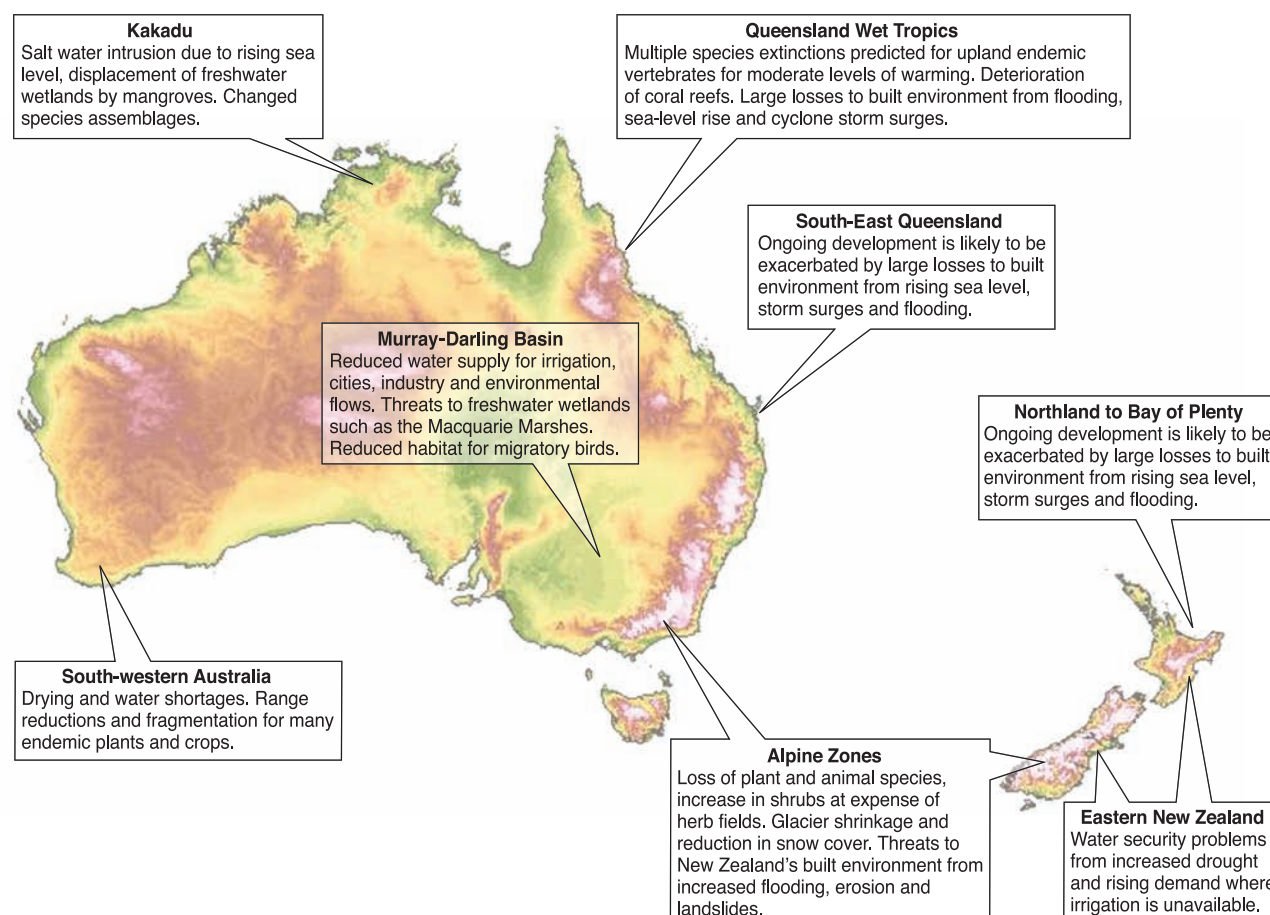 Kakadu
Salt water intrusion due to rising sea
level, displacement of freshwater
wetlands by mangroves. Changed
species assemblages.
Queensland Wet Tropics
Multiple species extinctions predicted for upland endemic
vertebrates for moderate levels of warming. Deterioration
of coral reefs. Large losses to built environment from flooding,
sea-level rise and cyclone storm surges.
South-East Queensland
Ongoing development is likely to be
exacerbated by large losses to built
environment from rising sea level,
storm surges and flooding.
Murray-Darling Basin
Reduced water supply for irrigation,
cities, industry and environmental
flows. Threats to freshwater wetlands
such as the Macquarie Marshes.
Reduced habitat for migratory birds.
Northland to Bay of Plenty
Ongoing development is likely to be
exacerbated by large losses to built
environment from rising sea level,
storm surges and flooding.
South-western Australia
Drying and water shortages. Range
reductions and fragmentation for many
endemic plants and crops.
Alpine Zones
Loss of plant and animal species,
increase in shrubs at expense of
herb fields. Glacier shrinkage and
reduction in snow cover. Threats to
New Zealand's built environment from
increased flooding, erosion and
landslides.
Eastern New Zealand
Water security problems
from increased drought
and rising demand where
irrigation is unavailable.